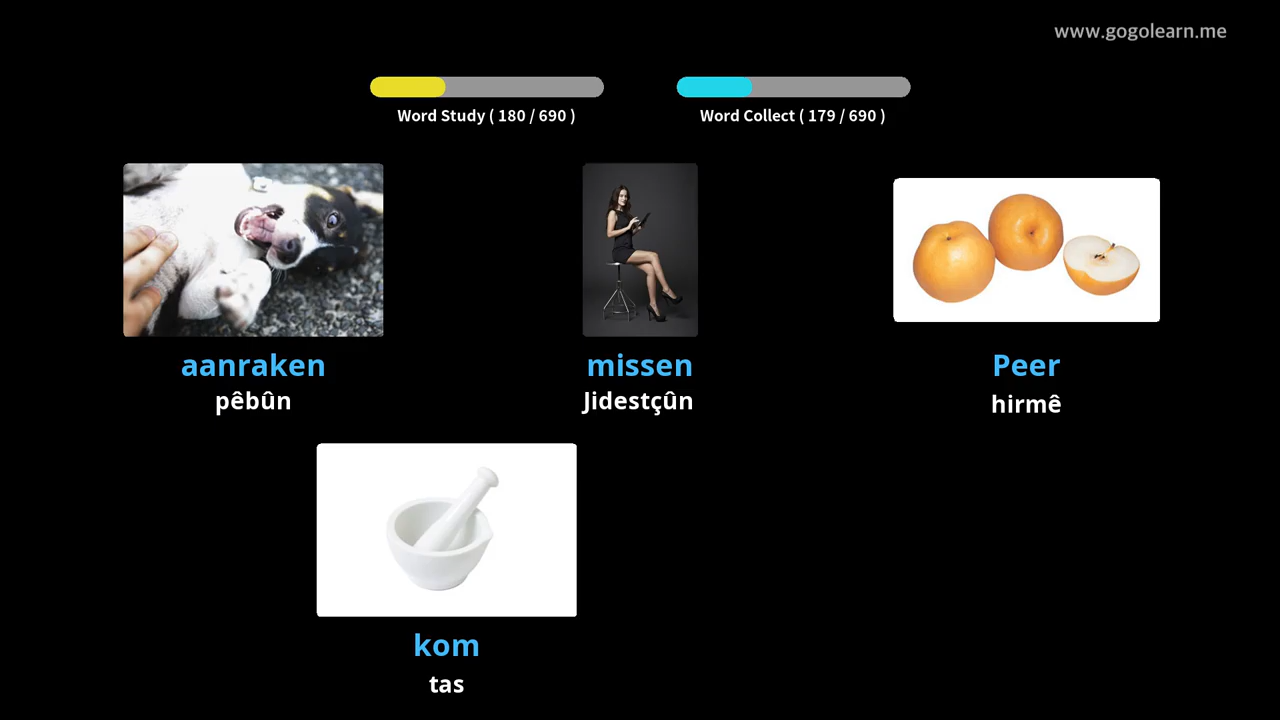 www.gogolearn.me
Word Study ( 180 / 690 )
Word Collect ( 179 / 690 )
aanraken
pêbûn
missen
Jidestçûn
Peer
hirmê
kom
tas